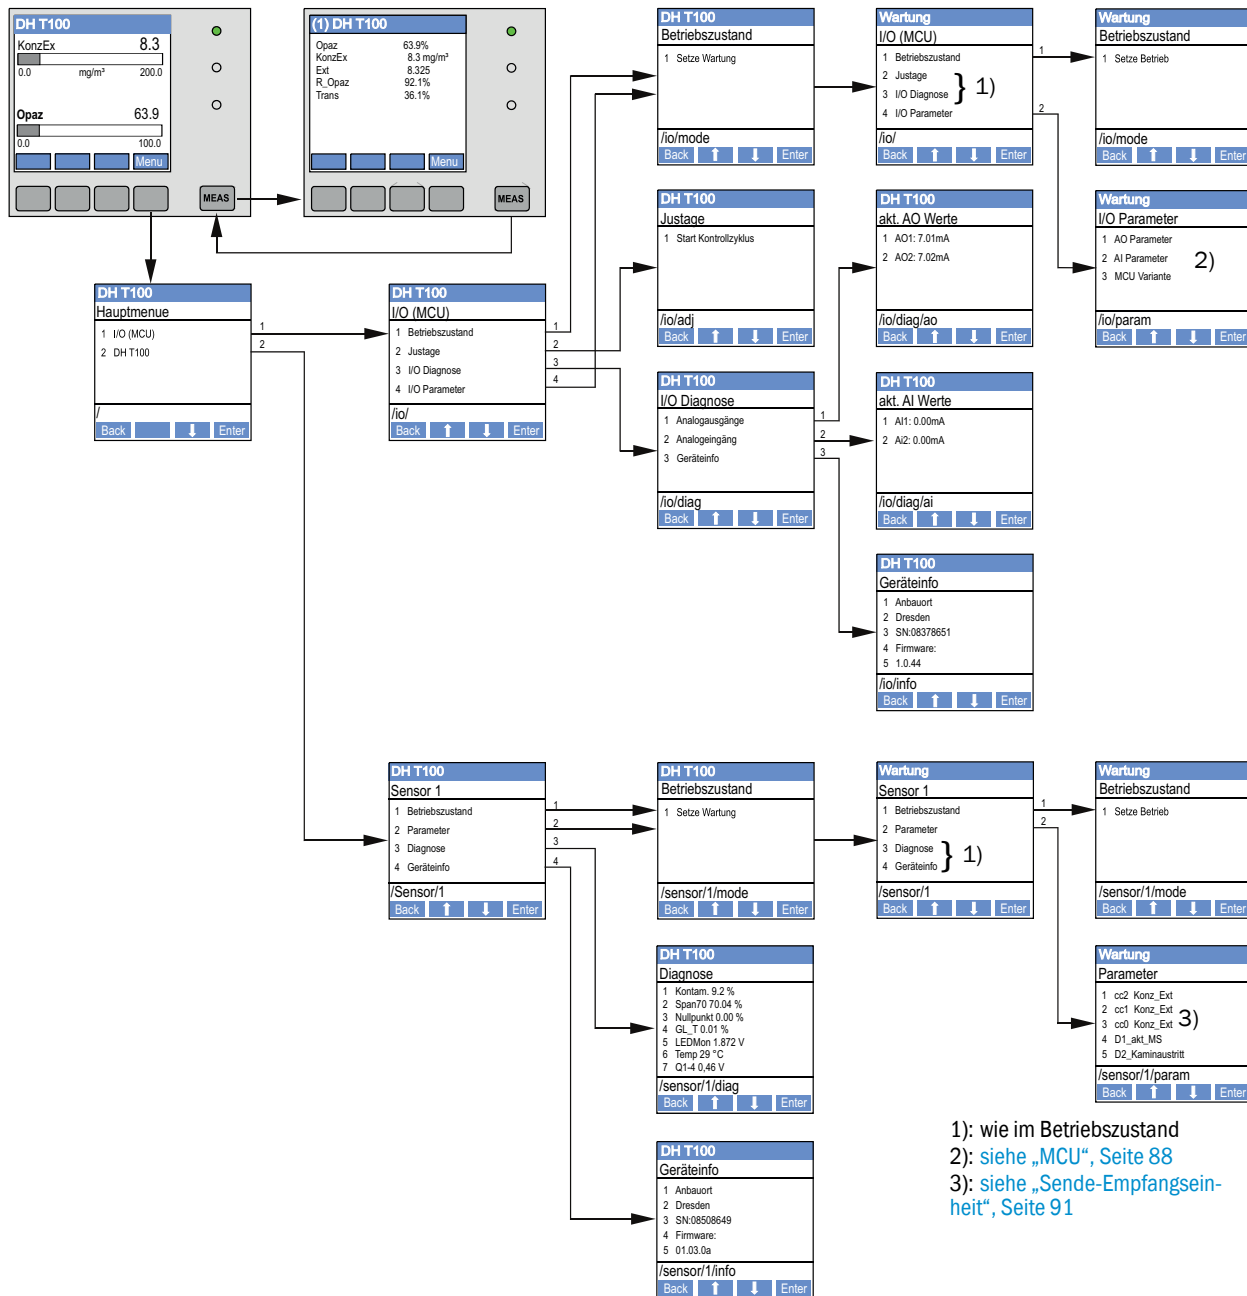 DH T100
KonzEx 8.3
0.0 mg/m³ 200.0
Opaz 63.9
0.0 100.0
Menu
MEAS
(1) DH T100
Opaz 63.9%
KonzEx 8.3 mg/m³
Ext 8.325
R_Opaz 92.1%
Trans 36.1%
Menu
MEAS
DH T100
Betriebszustand
1 Setze Wartung
/io/mode
Back Enter
Wartung
I/O (MCU)
1 Betriebszustand
2 Justage
3 I/O Diagnose
4 I/O Parameter
} 1)
/io/
Back Enter
1
2
Wartung
Betriebszustand
1 Setze Betrieb
/io/mode
Back Enter
DH T100
Justage
1 Start Kontrollzyklus
/io/adj
Back Enter
DH T100
akt. AO Werte
1 AO1: 7.01mA
2 AO2: 7.02mA
/io/diag/ao
Back Enter
Wartung
I/O Parameter
1 AO Parameter
2 AI Parameter
3 MCU Variante
2)
/io/param
Back Enter
DH T100
Hauptmenue
1 I/O (MCU)
2 DH T100
/
Back Enter
1
2
DH T100
I/O (MCU)
1 Betriebszustand
2 Justage
3 I/O Diagnose
4 I/O Parameter
/io/
Back Enter
1
2
3
4
DH T100
I/O Diagnose
1 Analogausgänge
2 Analogeingäng
3 Geräteinfo
/io/diag
Back Enter
1
2
3
DH T100
akt. AI Werte
1 AI1: 0.00mA
2 Ai2: 0.00mA
/io/diag/ai
Back Enter
DH T100
Geräteinfo
1 Anbauort
2 Dresden
3 SN:08378651
4 Firmware:
5 1.0.44
/io/info
Back Enter
DH T100
Sensor 1
1 Betriebszustand
2 Parameter
3 Diagnose
4 Geräteinfo
/Sensor/1
Back Enter
1
2
3
4
DH T100
Betriebszustand
1 Setze Wartung
/sensor/1/mode
Back Enter
Wartung
Sensor 1
1 Betriebszustand
2 Parameter
3 Diagnose
4 Geräteinfo
} 1)
/sensor/1
Back Enter
1
2
Wartung
Betriebszustand
1 Setze Betrieb
/sensor/1/mode
Back Enter
DH T100
Diagnose
1 Kontam. 9.2 %
2 Span70 70.04 %
3 Nullpunkt 0.00 %
4 GL_T 0.01 %
5 LEDMon 1.872 V
6 Temp 29 °C
7 Q1-4 0,46 V
/sensor/1/diag
Back Enter
Wartung
Parameter
1 cc2 Konz_Ext
2 cc1 Konz_Ext
3 cc0 Konz_Ext
4 D1_akt_MS
5 D2_Kaminaustritt
3)
/sensor/1/param
Back Enter
DH T100
Geräteinfo
1 Anbauort
2 Dresden
3 SN:08508649
4 Firmware:
5 01.03.0a
/sensor/1/info
Back Enter
1): wie im Betriebszustand
2): siehe „MCU“, Seite 88
3): siehe „Sende-Empfangsein-
heit“, Seite 91